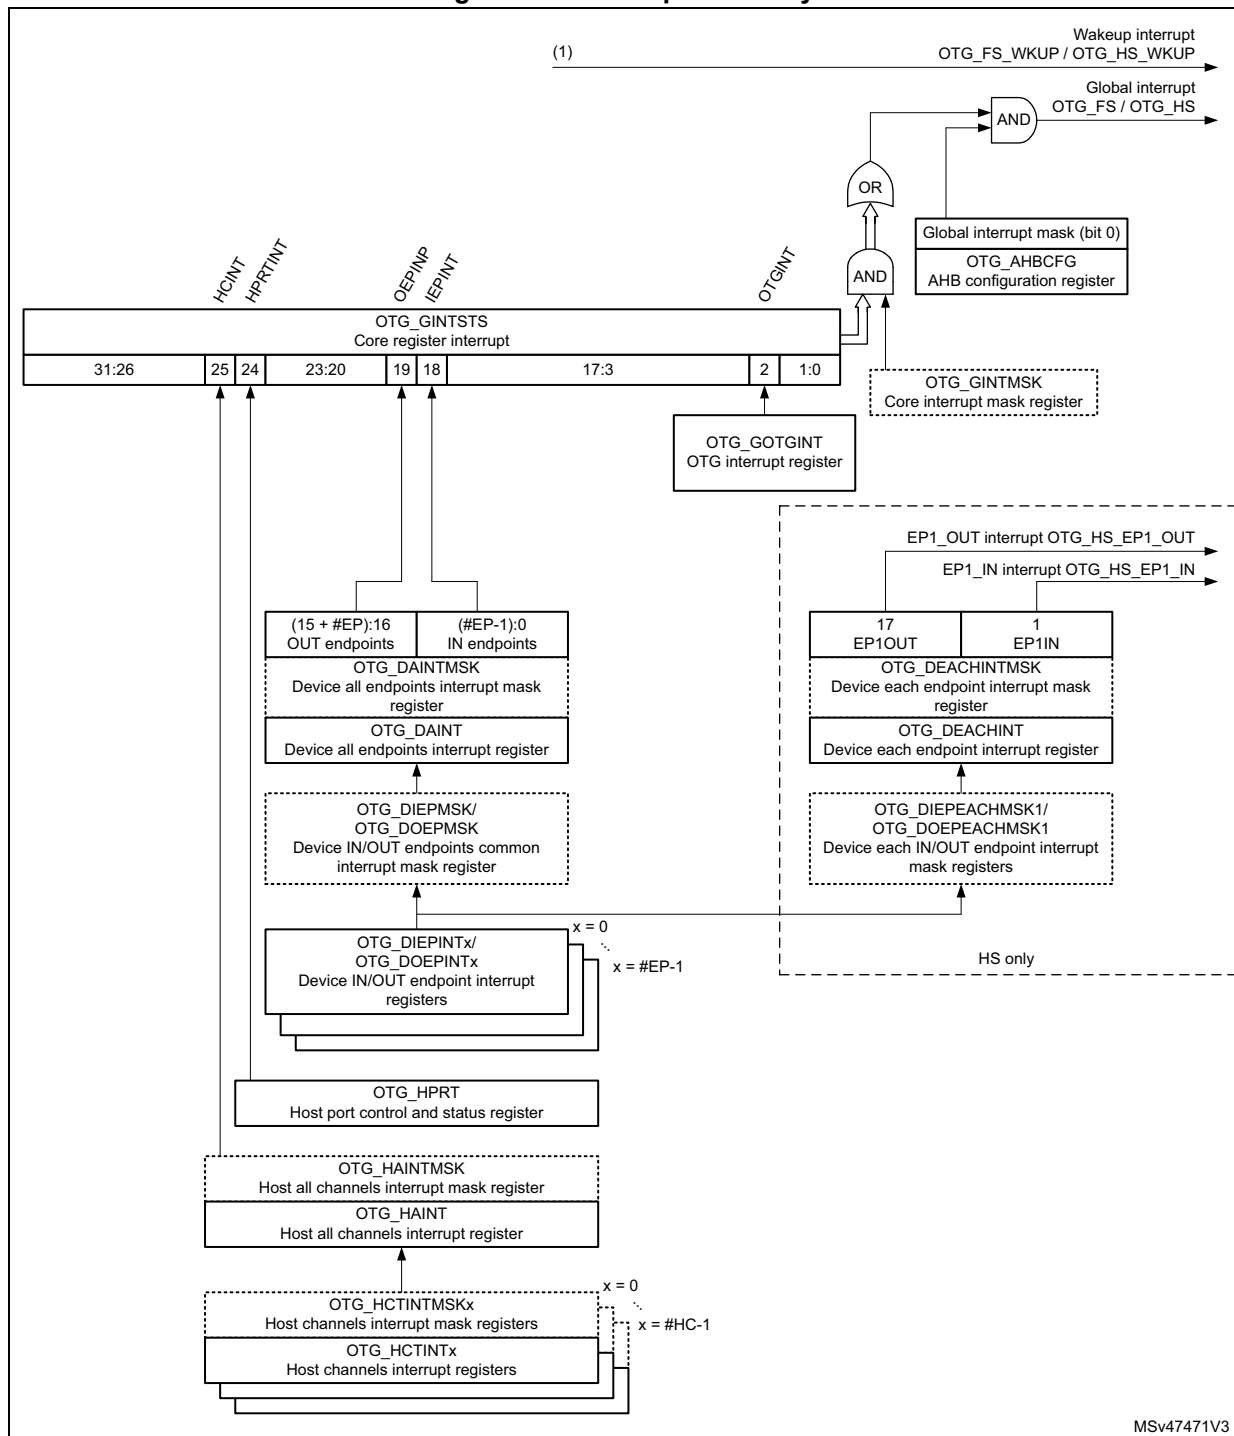 Wakeup interrupt
(1)
OTG_FS_WKUP / OTG_HS_WKUP
Global interrupt
OTG_FS / OTG_HS
AND
OR
Global interrupt mask (bit 0)
OTG_AHBCFG
AHB configuration register
AND
HCINT
HPRTINT
OEPINP
IEPINT
OTGINT
OTG_GINTSTS
Core register interrupt
31:26
25
24
23:20
19
18
17:3
2
1:0
OTG_GINTMSK
Core interrupt mask register
OTG_GOTGINT
OTG interrupt register
EP1_OUT interrupt OTG_HS_EP1_OUT
EP1_IN interrupt OTG_HS_EP1_IN
(15 + #EP):16
OUT endpoints
(#EP-1):0
IN endpoints
OTG_DAINTMSK
Device all endpoints interrupt mask
register
OTG_DAINT
Device all endpoints interrupt register
17
EP1OUT
1
EP1IN
OTG_DEACHINTMSK
Device each endpoint interrupt mask
register
OTG_DEACHINT
Device each endpoint interrupt register
OTG_DIEPMSK/
OTG_DOEPMSK
Device IN/OUT endpoints common
interrupt mask register
OTG_DIEPEACHMSK1/
OTG_DOEPEACHMSK1
Device each IN/OUT endpoint interrupt
mask registers
x = 0
x = #EP-1
OTG_DIEPINTx/
OTG_DOEPINTx
Device IN/OUT endpoint interrupt
registers
HS only
OTG_HPRT
Host port control and status register
OTG_HAINTMSK
Host all channels interrupt mask register
OTG_HAINT
Host all channels interrupt register
x = 0
x = #HC-1
OTG_HCTINTMSKx
Host channels interrupt mask registers
OTG_HCTINTx
Host channels interrupt registers
MSv47471V3